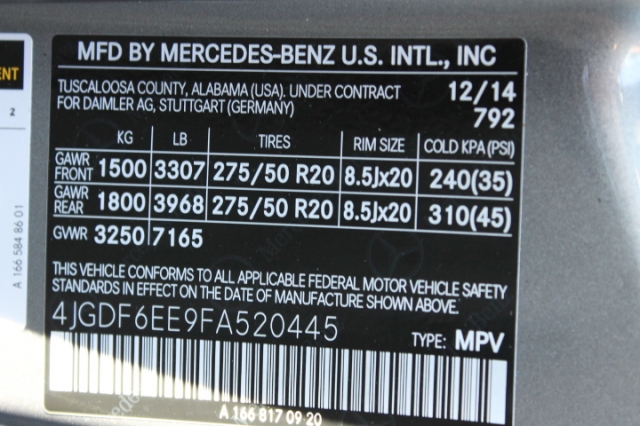 MFD BY MERCEDES-BENZ U.S. INTL., INC
TUSCALOOSA COUNTY, ALABAMA (USA). UNDER CONTRACT 12/14
FOR DAIMLER AG, STUTTGART (GERMANY) 792
KG LB TIRES RIM SIZE COLD KPA(PSI)
GAWR FRONT 1500 3307 275/50 R20 8.5Jx20 240(35)
GAWR REAR 1800 3968 275/50 R20 8.5Jx20 310(45)
GVWR 3250 7165
THIS VEHICLE CONFORMS TO ALL APPLICABLE FEDERAL MOTOR VEHICLE SAFETY
STANDARDS IN EFFECT ON THE DATE OF MANUFACTURE SHOWN ABOVE.
4JGDF6EE9FA520445 TYPE: MPV
A 166 817 09 20
2
A 166 584 86 01